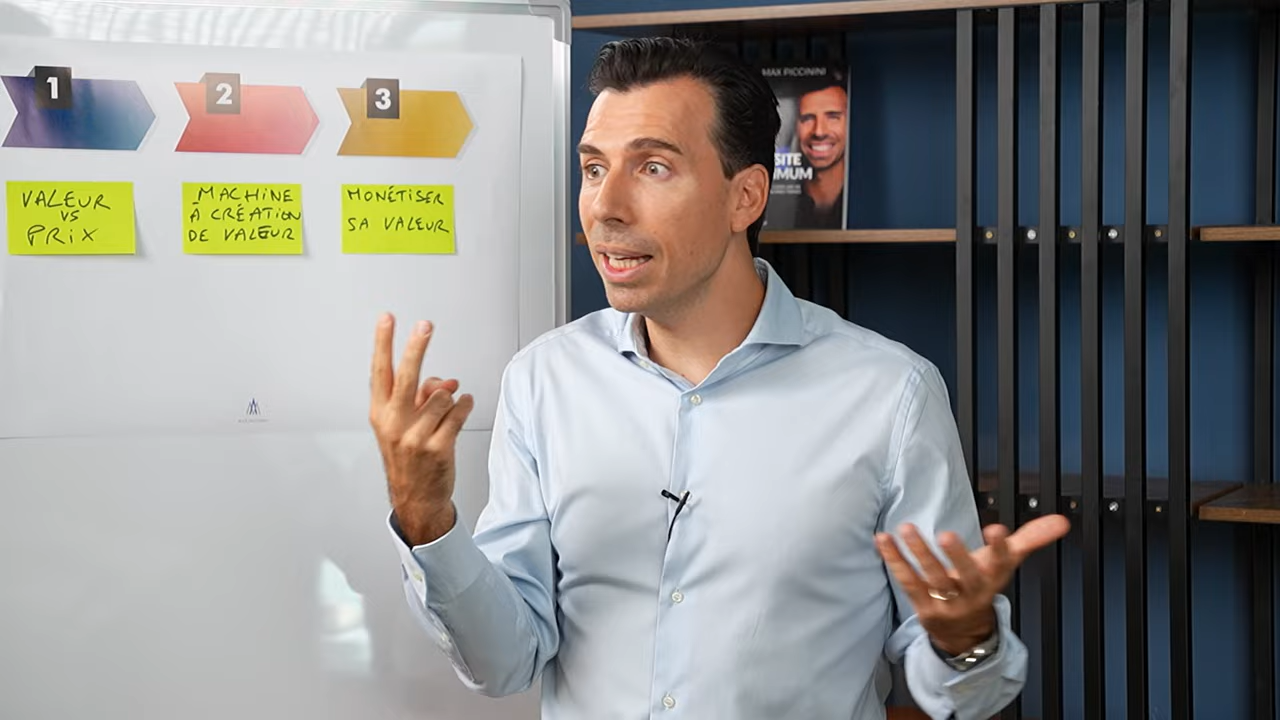 1
2
3
VALEUR
VS
PRIX
MACHINE
À CRÉATION
DE VALEUR
MONÉTISER
SA VALEUR
MAX PICCININI
SITE
IMUM